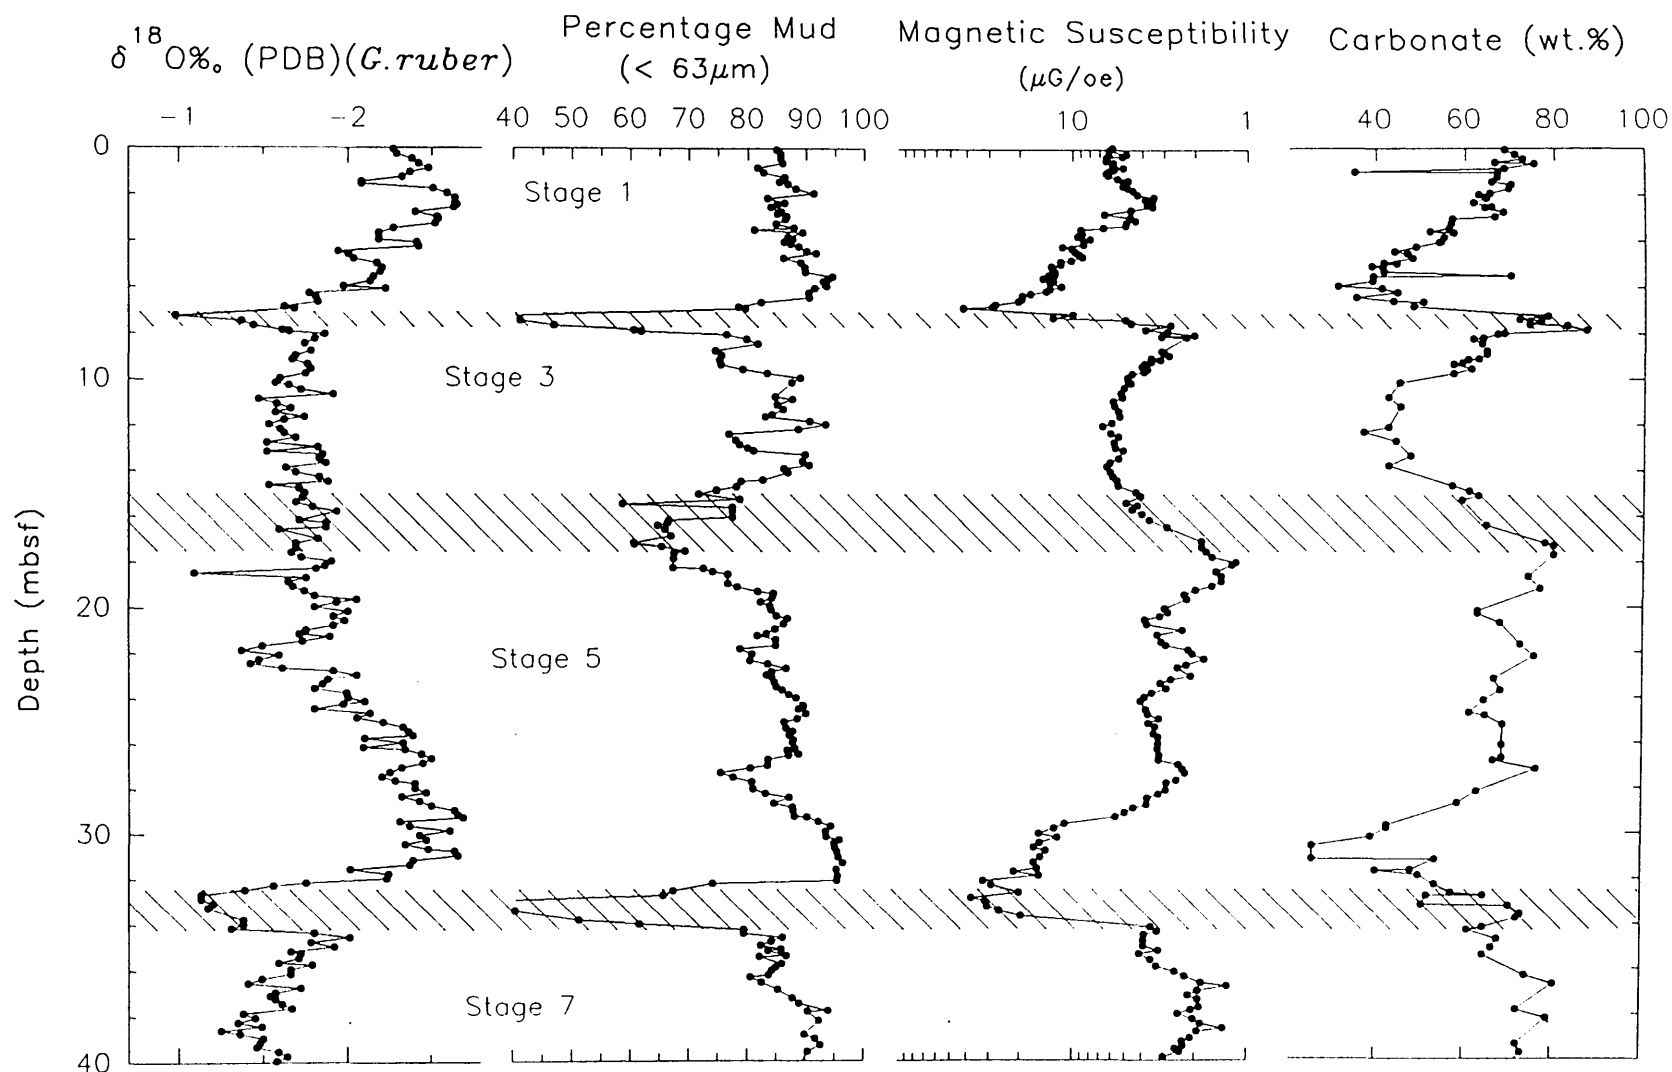 δ18O‰ (PDB)(G.ruber)
Percentage Mud
(< 63μm)
Magnetic Susceptibility
(μG/oe)
Carbonate (wt.%)
-1 -2
40 50 60 70 80 90 100
10 1
40 60 80 100
0
10
20
30
40
Depth (mbsf)
Stage 1
Stage 3
Stage 5
Stage 7